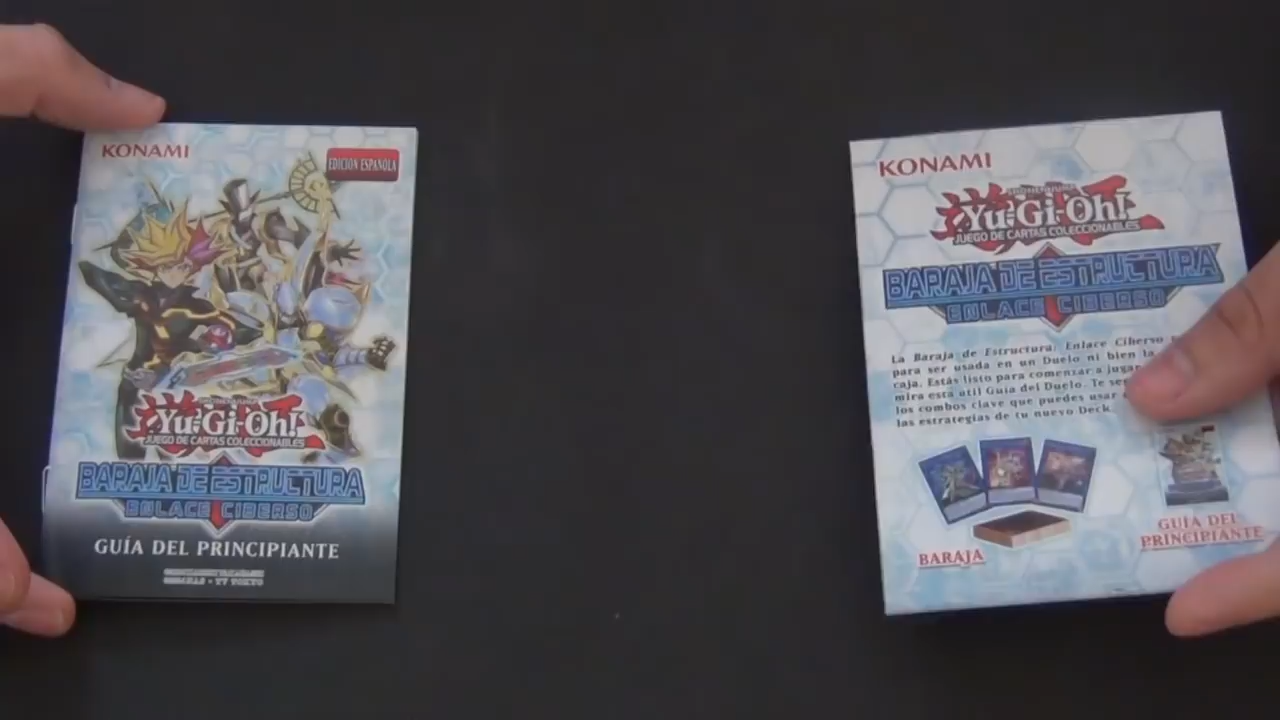 KONAMI
EDICIÓN ESPAÑOLA
Yu-Gi-Oh!
JUEGO DE CARTAS COLECCIONABLES
BARAJA DE ESTRUCTURA
ENLACE CIBERSO
GUÍA DEL PRINCIPIANTE
KONAMI
Yu-Gi-Oh!
JUEGO DE CARTAS COLECCIONABLES
BARAJA DE ESTRUCTURA
ENLACE CIBERSO
La Baraja de Estructura: Enlace Ciberso
para ser usada en un Duelo ni bien la
caja. Estás listo para comenzar a jugar
mira esta útil Guía del Duelo. Te
los combos clave que puedes usar
las estrategias de tu nuevo Deck.
BARAJA
GUÍA DEL
PRINCIPIANTE